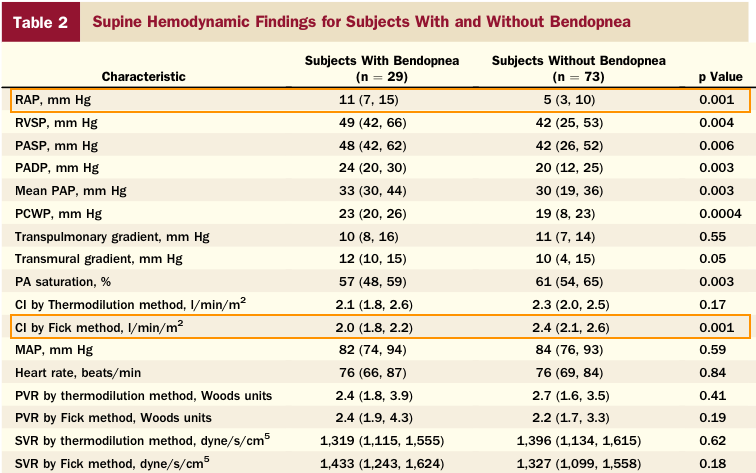 Table 2 Supine Hemodynamic Findings for Subjects With and Without Bendopnea
Characteristic Subjects With Bendopnea (n = 29) Subjects Without Bendopnea (n = 73) p Value
RAP, mm Hg 11 (7, 15) 5 (3, 10) 0.001
RVSP, mm Hg 49 (42, 66) 42 (25, 53) 0.004
PASP, mm Hg 48 (42, 62) 42 (26, 52) 0.006
PADP, mm Hg 24 (20, 30) 20 (12, 25) 0.003
Mean PAP, mm Hg 33 (30, 44) 30 (19, 36) 0.003
PCWP, mm Hg 23 (20, 26) 19 (8, 23) 0.0004
Transpulmonary gradient, mm Hg 10 (8, 16) 11 (7, 14) 0.55
Transmural gradient, mm Hg 12 (10, 15) 10 (4, 15) 0.05
PA saturation, % 57 (48, 59) 61 (54, 65) 0.003
CI by Thermodilution method, l/min/m² 2.1 (1.8, 2.6) 2.3 (2.0, 2.5) 0.17
CI by Fick method, l/min/m² 2.0 (1.8, 2.2) 2.4 (2.1, 2.6) 0.001
MAP, mm Hg 82 (74, 94) 84 (76, 93) 0.59
Heart rate, beats/min 76 (66, 87) 76 (69, 84) 0.84
PVR by thermodilution method, Woods units 2.4 (1.8, 3.9) 2.7 (1.6, 3.5) 0.41
PVR by Fick method, Woods units 2.4 (1.9, 4.3) 2.2 (1.7, 3.3) 0.19
SVR by thermodilution method, dyne/s/cm⁵ 1,319 (1,115, 1,555) 1,396 (1,134, 1,615) 0.62
SVR by Fick method, dyne/s/cm⁵ 1,433 (1,243, 1,624) 1,327 (1,099, 1,558) 0.18